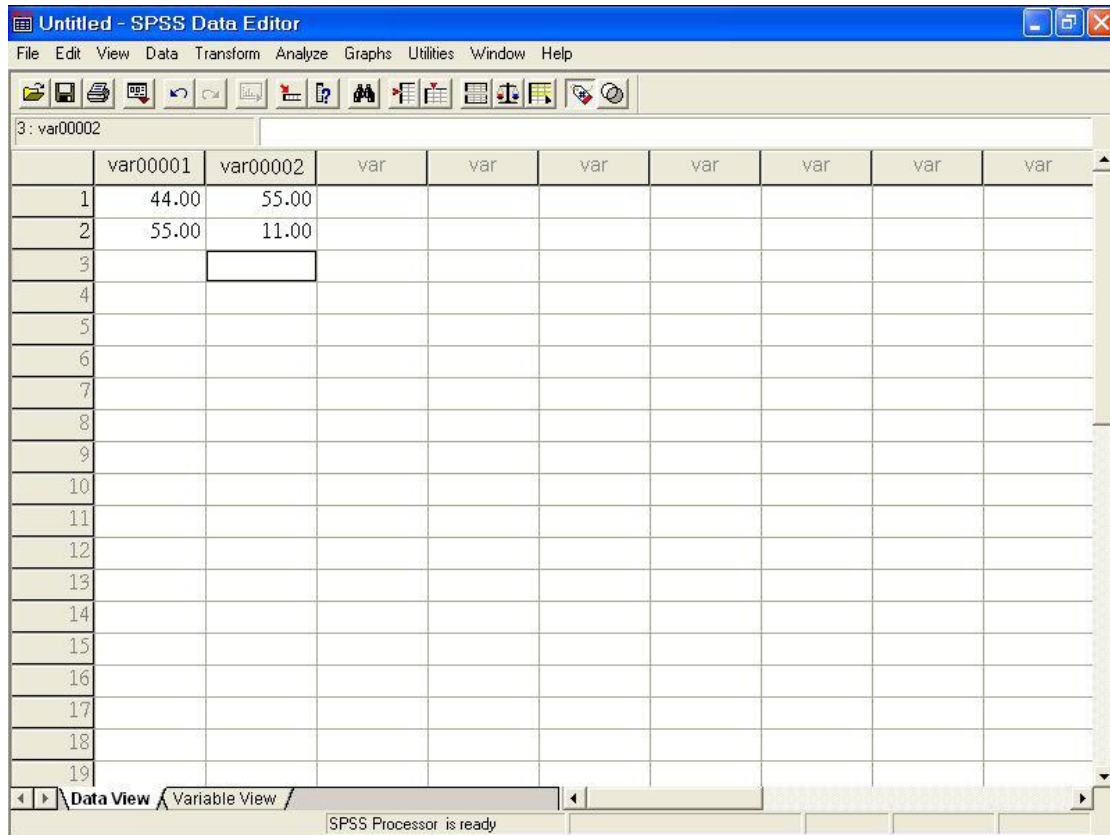 Untitled - SPSS Data Editor
File Edit View Data Transform Analyze Graphs Utilities Window Help
3 : var00002
var00001 var00002 var var var var var var var
1 44.00 55.00
2 55.00 11.00
3
4
5
6
7
8
9
10
11
12
13
14
15
16
17
18
19
Data View Variable View
SPSS Processor is ready